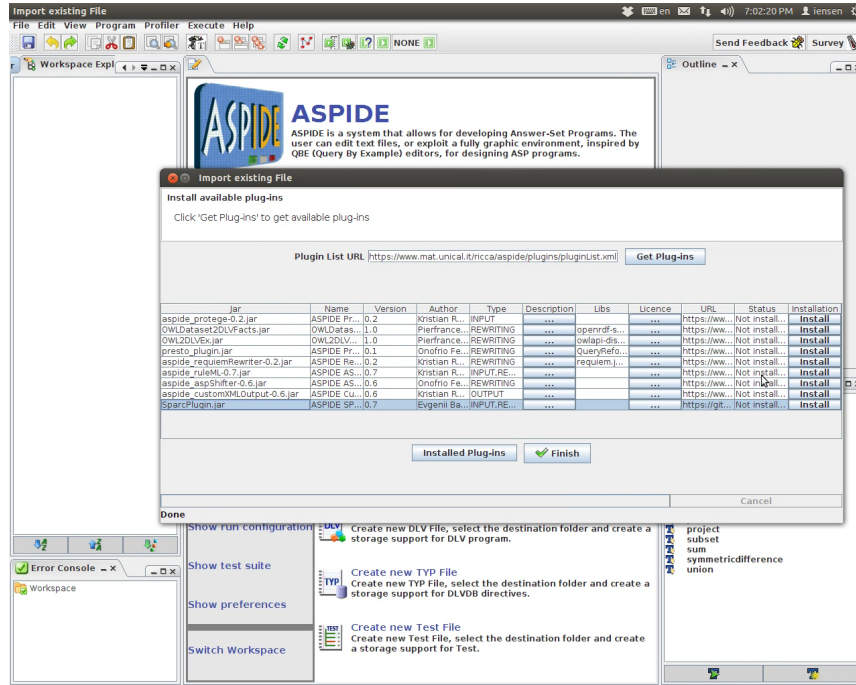 Import existing File
en 7:02:20 PM iensen
File Edit View Program Profiler Execute Help
NONE
Send Feedback Survey
Workspace Expl
Outline
ASPIDE
ASPIDE
ASPIDE is a system that allows for developing Answer-Set Programs. The
user can edit text files, or exploit a fully graphic environment, inspired by
QBE (Query By Example) editors, for designing ASP programs.
Import existing File
Install available plug-ins
Click 'Get Plug-ins' to get available plug-ins
Plugin List URL https://www.mat.unical.it/ricca/aspide/plugins/pluginList.xml Get Plug-ins
Jar Name Version Author Type Description Libs Licence URL Status Installation
aspide_protege-0.2.jar ASPIDE Pr... 0.2 Kristian R... INPUT ... ... https://ww... Not install... Install
OWLDataset2DLVFacts.jar OWLDatas... 1.0 Pierfrance... REWRITING ... openrdf-s... ... https://ww... Not install... Install
OWL2DLVEx.jar OWL2DLV... 1.0 Pierfrance... REWRITING ... owlapi-dis... ... https://ww... Not install... Install
presto_plugin.jar ASPIDE Pr... 0.1 Onofrio Fe... REWRITING ... QueryRefo... ... https://ww... Not install... Install
aspide_requiemRewriter-0.2.jar ASPIDE Re... 0.2 Kristian R... REWRITING ... requiem.j... ... https://ww... Not install... Install
aspide_ruleML-0.7.jar ASPIDE AS... 0.7 Kristian R... INPUT,RE... ... ... https://ww... Not install... Install
aspide_aspShifter-0.6.jar ASPIDE AS... 0.6 Onofrio Fe... REWRITING ... ... https://ww... Not install... Install
aspide_customXMLOutput-0.6.jar ASPIDE Cu... 0.6 Kristian R... OUTPUT ... ... https://ww... Not install... Install
SparcPlugin.jar ASPIDE SP... 0.7 Evgenii Ba... INPUT,RE... ... ... https://git... Not install... Install
Installed Plug-ins Finish
Cancel
Done
Show run configuration
DLV
Create new DLV File, select the destination folder and create a
storage support for DLV program.
Show test suite
TYP
Create new TYP File
Create new TYP File, select the destination folder and create a
storage support for DLVDB directives.
Show preferences
TEST
Create new Test File
Create new Test File, select the destination folder and create
a storage support for Test.
Switch Workspace
Error Console
Workspace
project
subset
sum
symmetricdifference
union